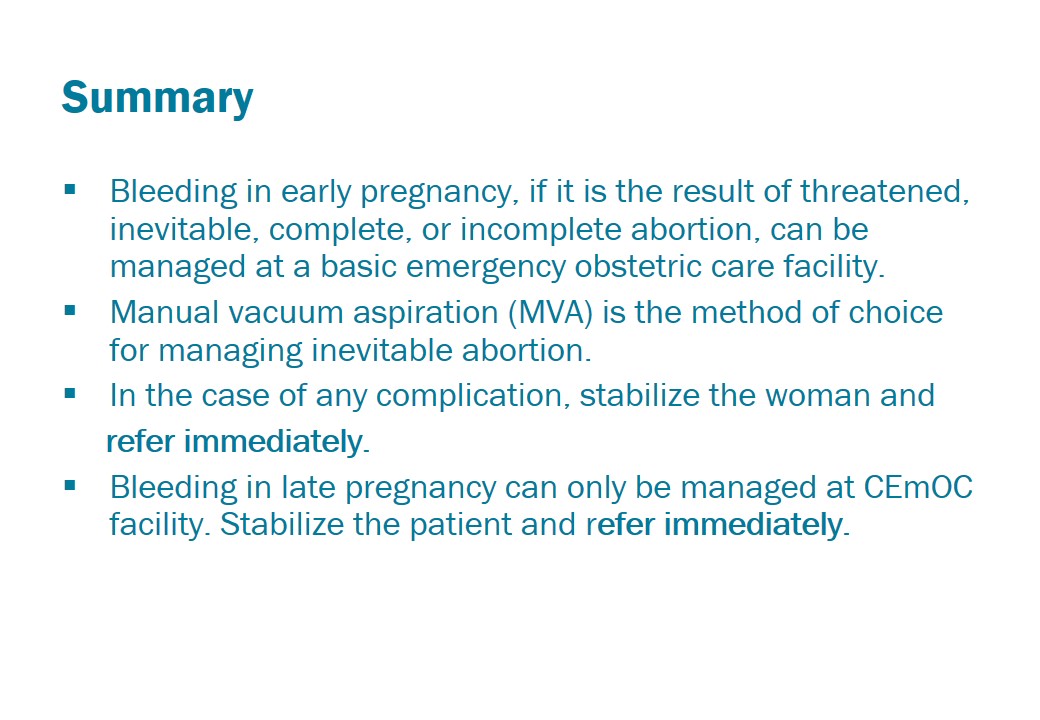 Summary
▪ Bleeding in early pregnancy, if it is the result of threatened,
inevitable, complete, or incomplete abortion, can be
managed at a basic emergency obstetric care facility.
▪ Manual vacuum aspiration (MVA) is the method of choice
for managing inevitable abortion.
▪ In the case of any complication, stabilize the woman and
refer immediately.
▪ Bleeding in late pregnancy can only be managed at CEmOC
facility. Stabilize the patient and refer immediately.